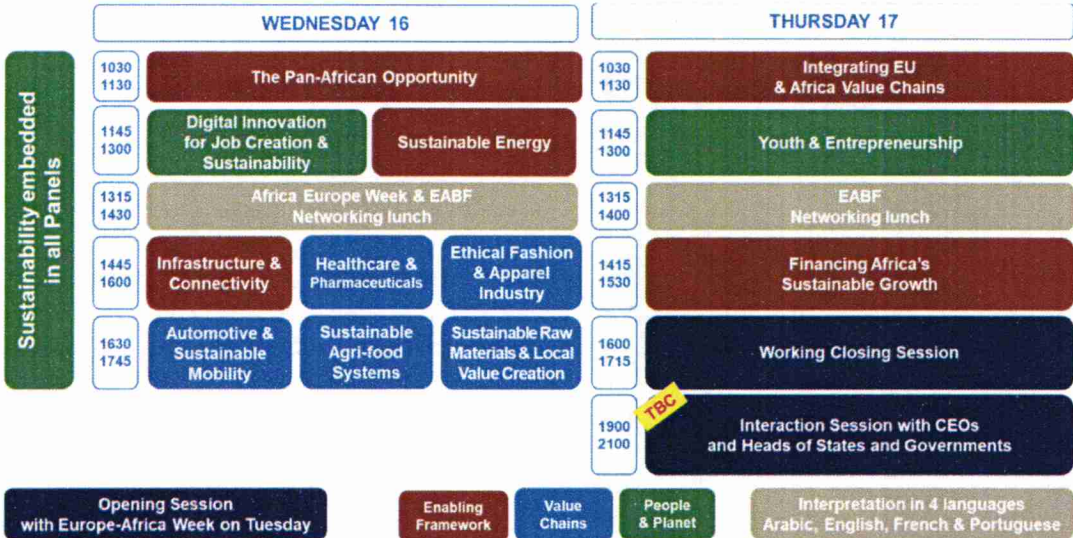 WEDNESDAY 16
THURSDAY 17
Sustainability embedded
in all Panels
1030
1130
The Pan-African Opportunity
1145
1300
Digital Innovation
for Job Creation &
Sustainability
Sustainable Energy
1315
1430
Africa Europe Week & EABF
Networking lunch
1445
1600
Infrastructure &
Connectivity
Healthcare &
Pharmaceuticals
Ethical Fashion
& Apparel
Industry
1630
1745
Automotive &
Sustainable
Mobility
Sustainable
Agri-food
Systems
Sustainable Raw
Materials & Local
Value Creation
1030
1130
Integrating EU
& Africa Value Chains
1145
1300
Youth & Entrepreneurship
1315
1400
EABF
Networking lunch
1415
1530
Financing Africa's
Sustainable Growth
1600
1715
Working Closing Session
TBC
1900
2100
Interaction Session with CEOs
and Heads of States and Governments
Opening Session
with Europe-Africa Week on Tuesday
Enabling
Framework
Value
Chains
People
& Planet
Interpretation in 4 languages
Arabic, English, French & Portuguese